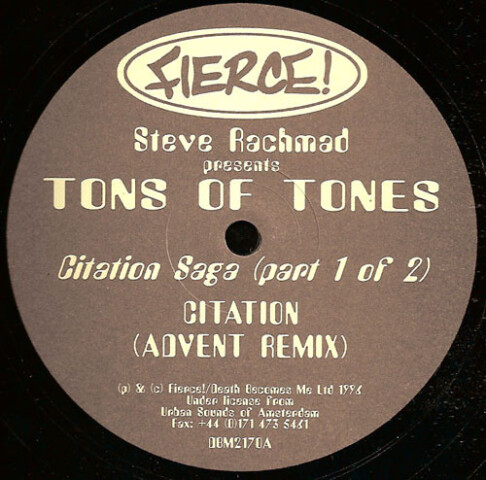 FIERCE!
Steve Rachmad
presents
TONS OF TONES
Citation Saga (part 1 of 2)
CITATION
(ADVENT REMIX)
(p) & (c) Fierce!/Death Becomes Me Ltd 1996
Under license from
Urban Sounds of Amsterdam
Fax: +44 (0)171 473 5461
DBM2170A